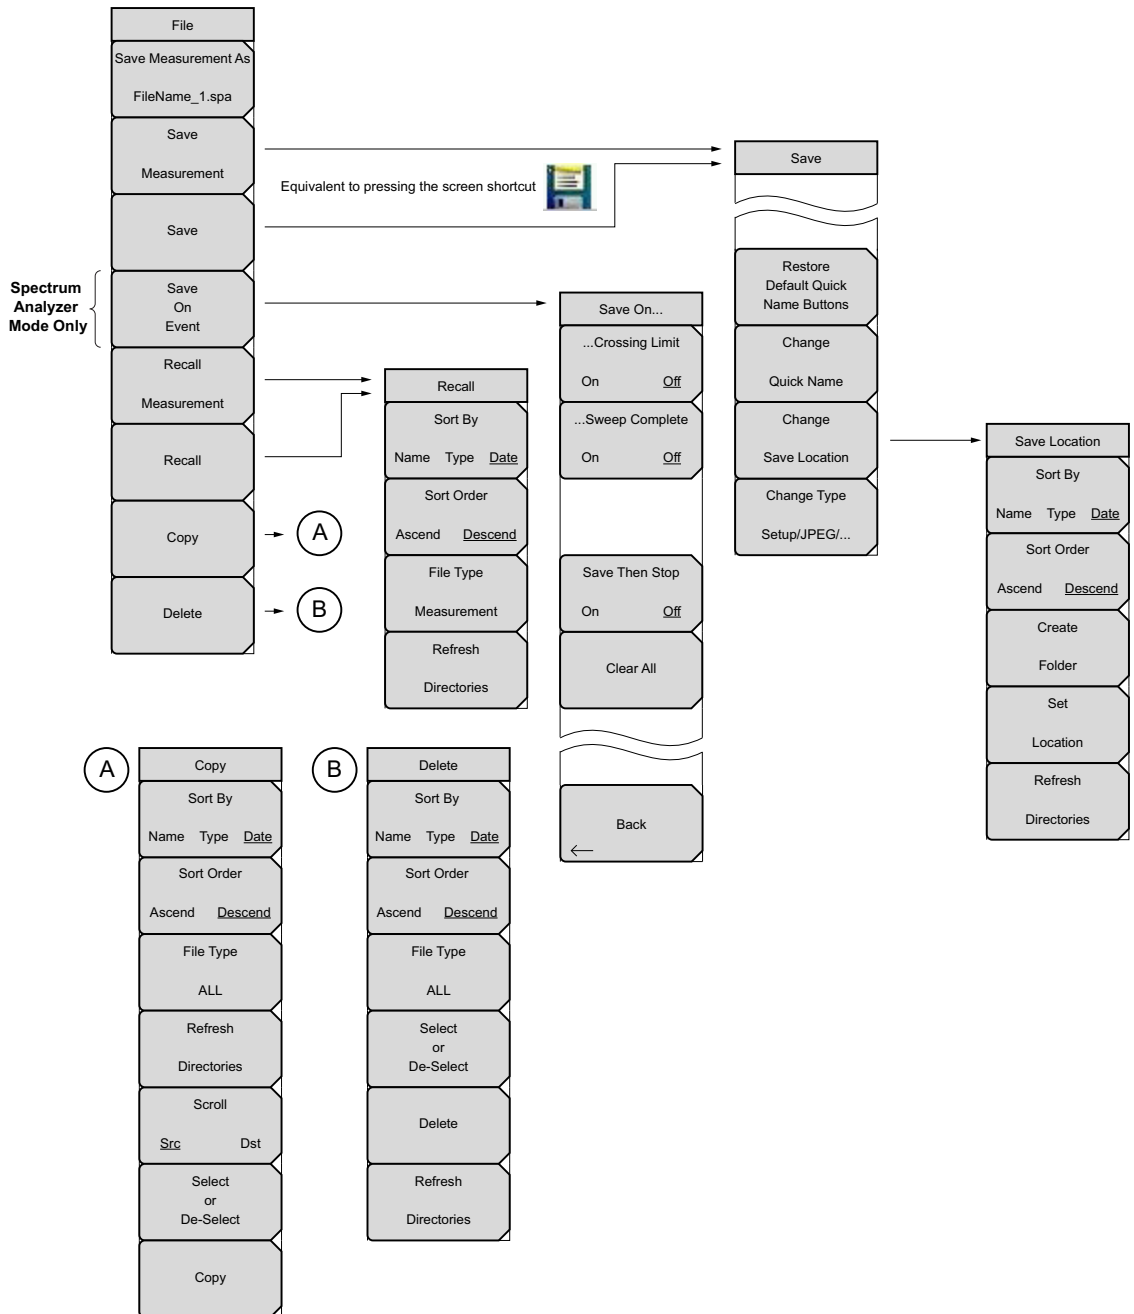 File
Save Measurement As
FileName_1.spa
Save
Measurement
Save
Spectrum
Analyzer
Mode Only
Save
On
Event
Recall
Measurement
Recall
Copy
A
Delete
B
Equivalent to pressing the screen shortcut
Recall
Sort By
Name Type Date
Sort Order
Ascend Descend
File Type
Measurement
Refresh
Directories
Save On...
...Crossing Limit
On Off
...Sweep Complete
On Off
Save Then Stop
On Off
Clear All
Back
Save
Restore
Default Quick
Name Buttons
Change
Quick Name
Change
Save Location
Change Type
Setup/JPEG/...
Save Location
Sort By
Name Type Date
Sort Order
Ascend Descend
Create
Folder
Set
Location
Refresh
Directories
A
Copy
Sort By
Name Type Date
Sort Order
Ascend Descend
File Type
ALL
Refresh
Directories
Scroll
Src Dst
Select
or
De-Select
Copy
B
Delete
Sort By
Name Type Date
Sort Order
Ascend Descend
File Type
ALL
Select
or
De-Select
Delete
Refresh
Directories